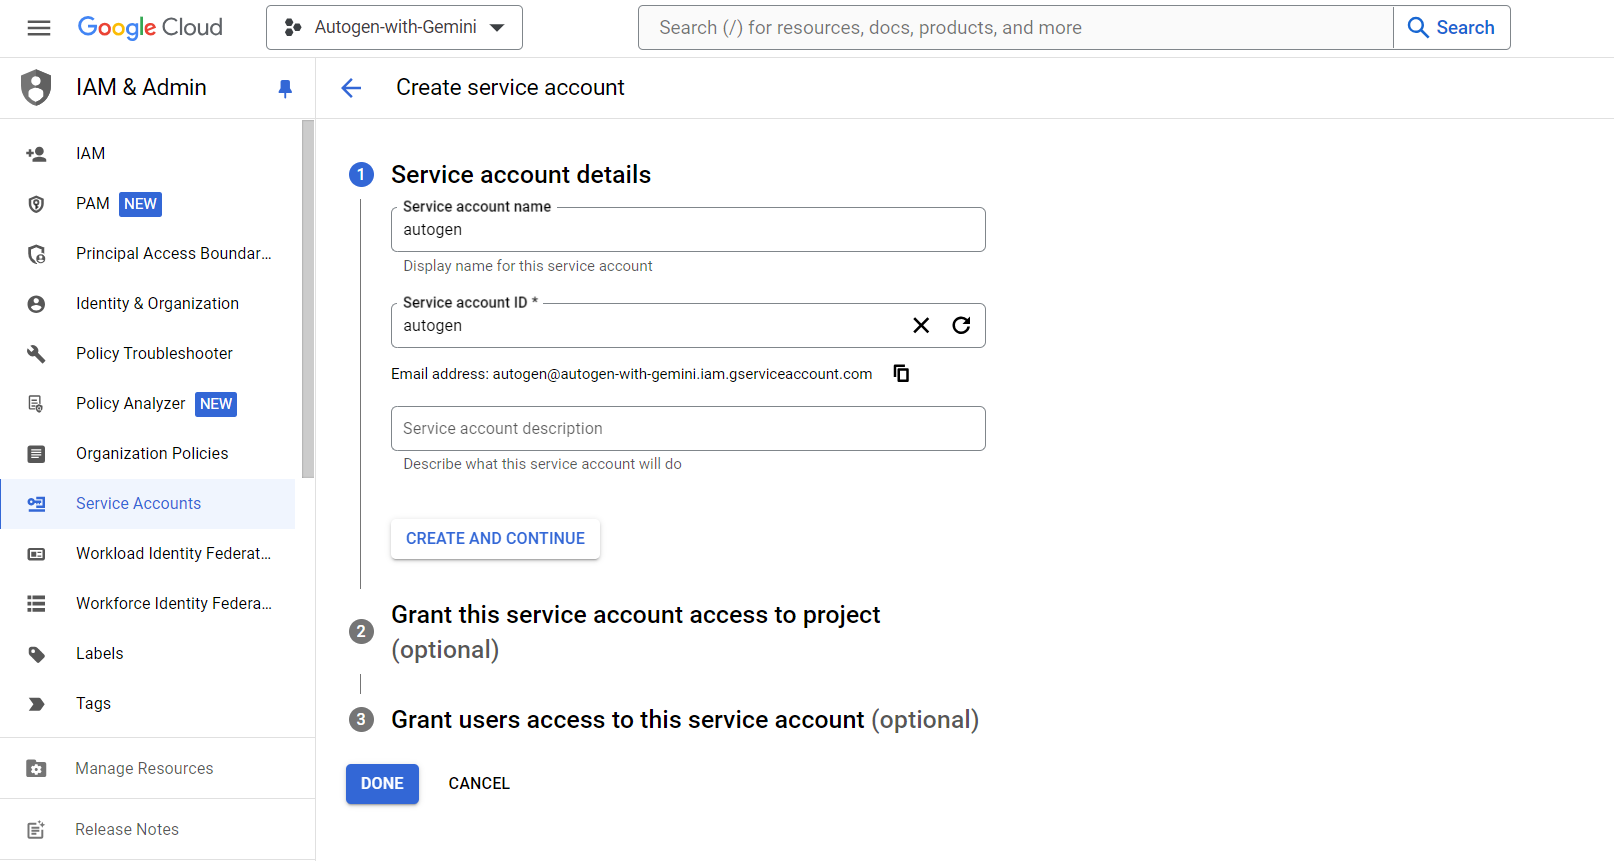 Google Cloud
Autogen-with-Gemini
Search (/) for resources, docs, products, and more
Search
IAM & Admin
Create service account
IAM
PAM NEW
Principal Access Boundar...
Identity & Organization
Policy Troubleshooter
Policy Analyzer NEW
Organization Policies
Service Accounts
Workload Identity Federat...
Workforce Identity Federa...
Labels
Tags
Manage Resources
Release Notes
1 Service account details
Service account name
autogen
Display name for this service account
Service account ID *
autogen
Email address: autogen@autogen-with-gemini.iam.gserviceaccount.com
Service account description
Describe what this service account will do
CREATE AND CONTINUE
2 Grant this service account access to project
(optional)
3 Grant users access to this service account (optional)
DONE CANCEL